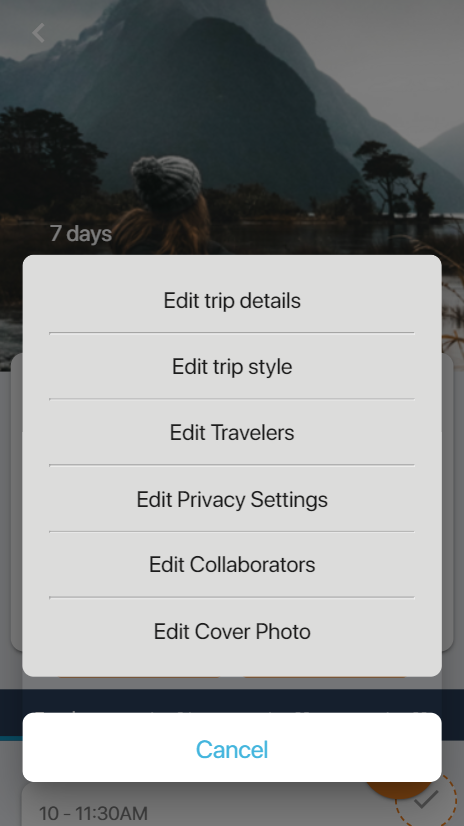 7 days
Edit trip details
Edit trip style
Edit Travelers
Edit Privacy Settings
Edit Collaborators
Edit Cover Photo
Cancel
10 - 11:30AM